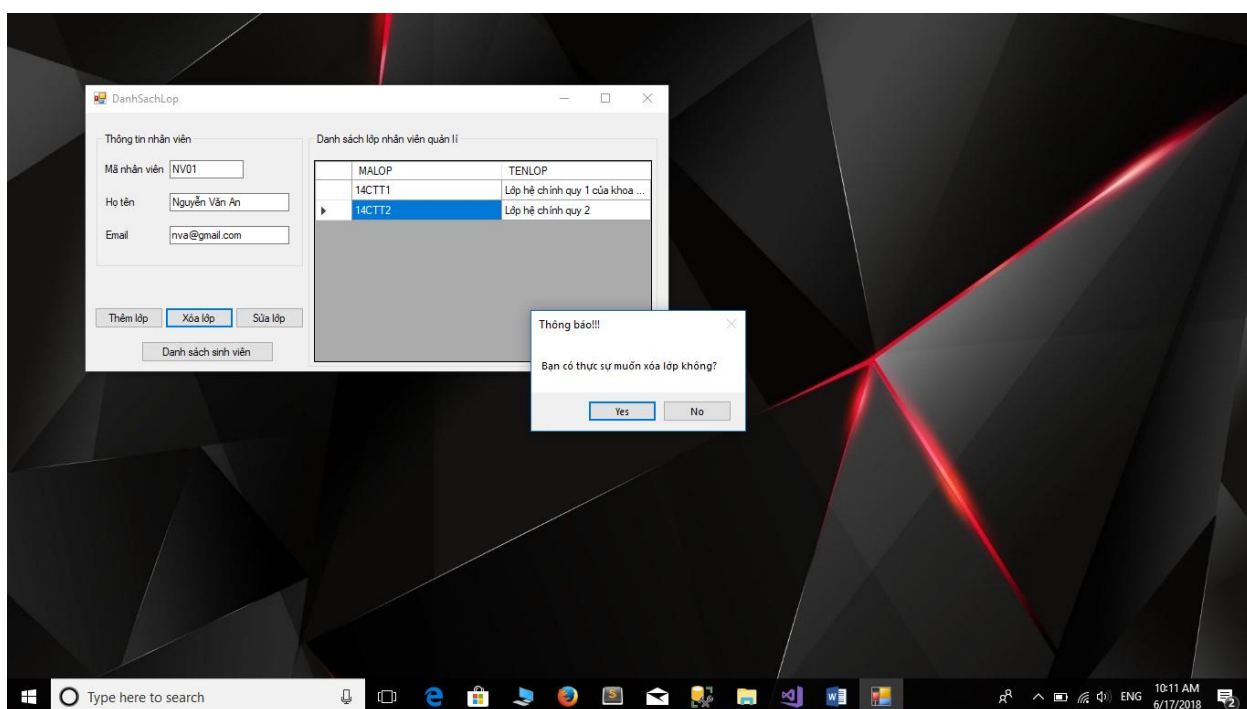 DanhSachLop
Thông tin nhân viên
Mã nhân viên NV01
Họ tên Nguyễn Văn An
Email nva@gmail.com
Thêm lớp Xóa lớp Sửa lớp
Danh sách sinh viên
Danh sách lớp nhân viên quản lí
MALOP TENLOP
14CTT1 Lớp hệ chính quy 1 của khoa ...
14CTT2 Lớp hệ chính quy 2
Thông báo!!!
Bạn có thực sự muốn xóa lớp không?
Yes No
Type here to search
ENG
10:11 AM
6/17/2018
2